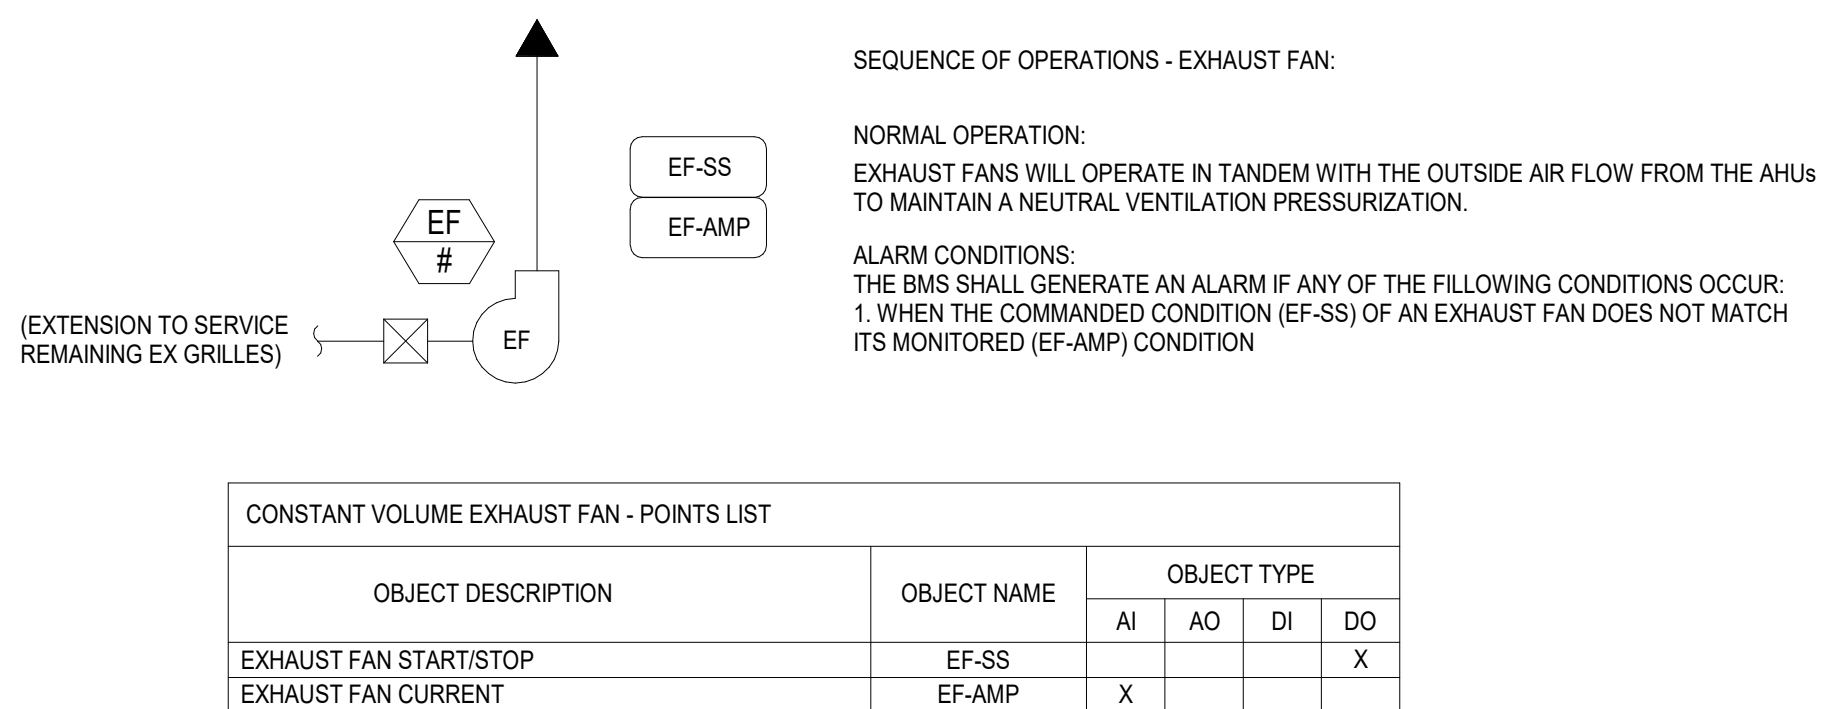 SEQUENCE OF OPERATIONS - EXHAUST FAN:
NORMAL OPERATION:
EXHAUST FANS WILL OPERATE IN TANDEM WITH THE OUTSIDE AIR FLOW FROM THE AHUs
TO MAINTAIN A NEUTRAL VENTILATION PRESSURIZATION.
ALARM CONDITIONS:
THE BMS SHALL GENERATE AN ALARM IF ANY OF THE FILLOWING CONDITIONS OCCUR:
1. WHEN THE COMMANDED CONDITION (EF-SS) OF AN EXHAUST FAN DOES NOT MATCH
ITS MONITORED (EF-AMP) CONDITION
EF-SS
EF-AMP
EF
#
EF
(EXTENSION TO SERVICE
REMAINING EX GRILLES)
CONSTANT VOLUME EXHAUST FAN - POINTS LIST
OBJECT DESCRIPTION OBJECT NAME OBJECT TYPE
AI AO DI DO
EXHAUST FAN START/STOP EF-SS X
EXHAUST FAN CURRENT EF-AMP X